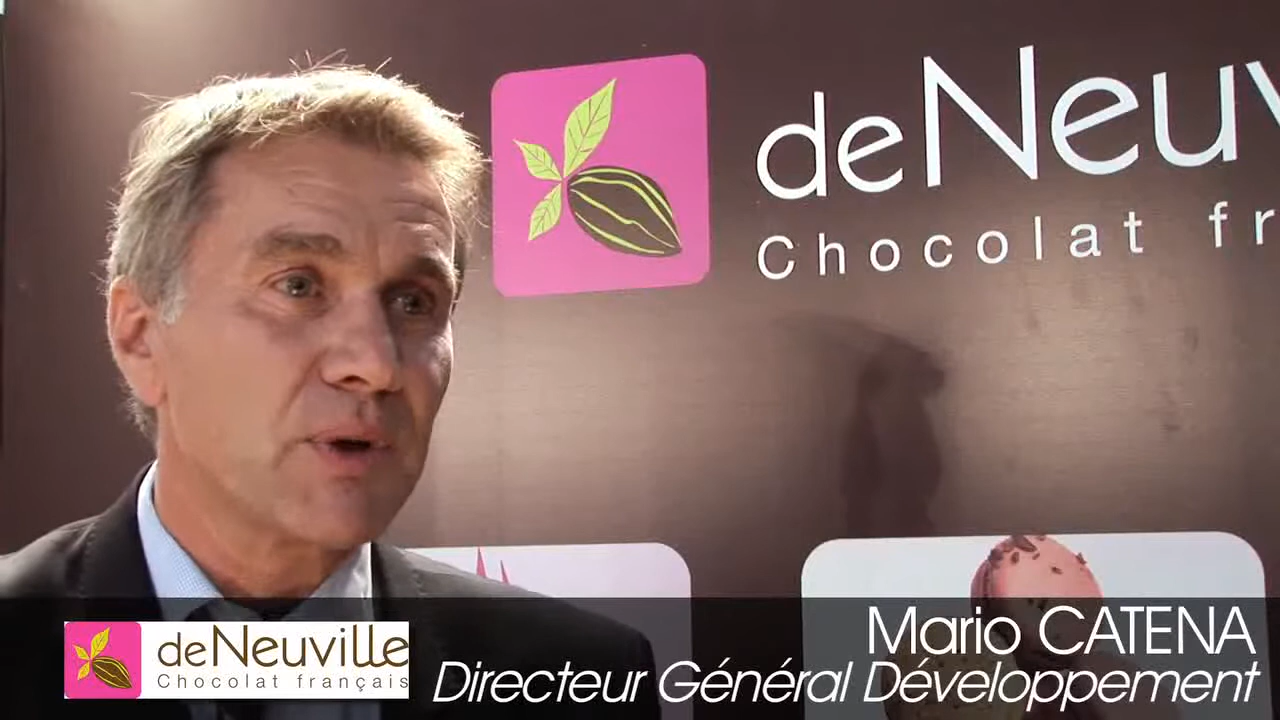 deNeuv
Chocolat fr
Mario CATENA
deNeuville
Directeur Général Développement
Chocolat français